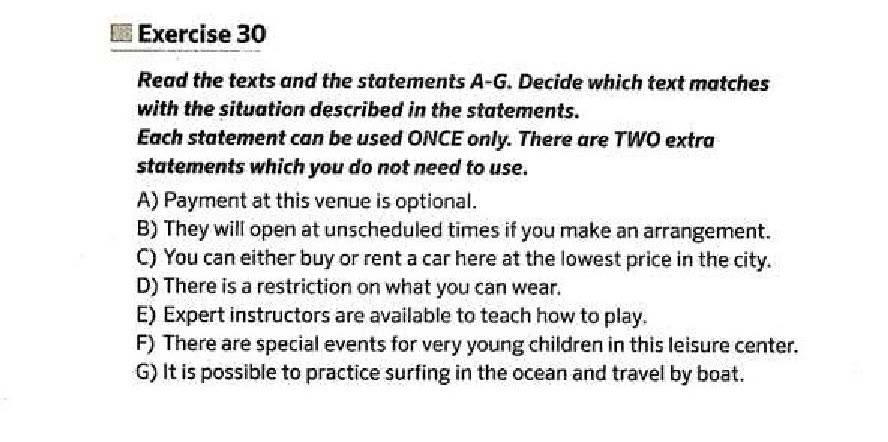 Exercise 30
Read the texts and the statements A-G. Decide which text matches
with the situation described in the statements.
Each statement can be used ONCE only. There are TWO extra
statements which you do not need to use.
A) Payment at this venue is optional.
B) They will open at unscheduled times if you make an arrangement.
C) You can either buy or rent a car here at the lowest price in the city.
D) There is a restriction on what you can wear.
E) Expert instructors are available to teach how to play.
F) There are special events for very young children in this leisure center.
G) It is possible to practice surfing in the ocean and travel by boat.